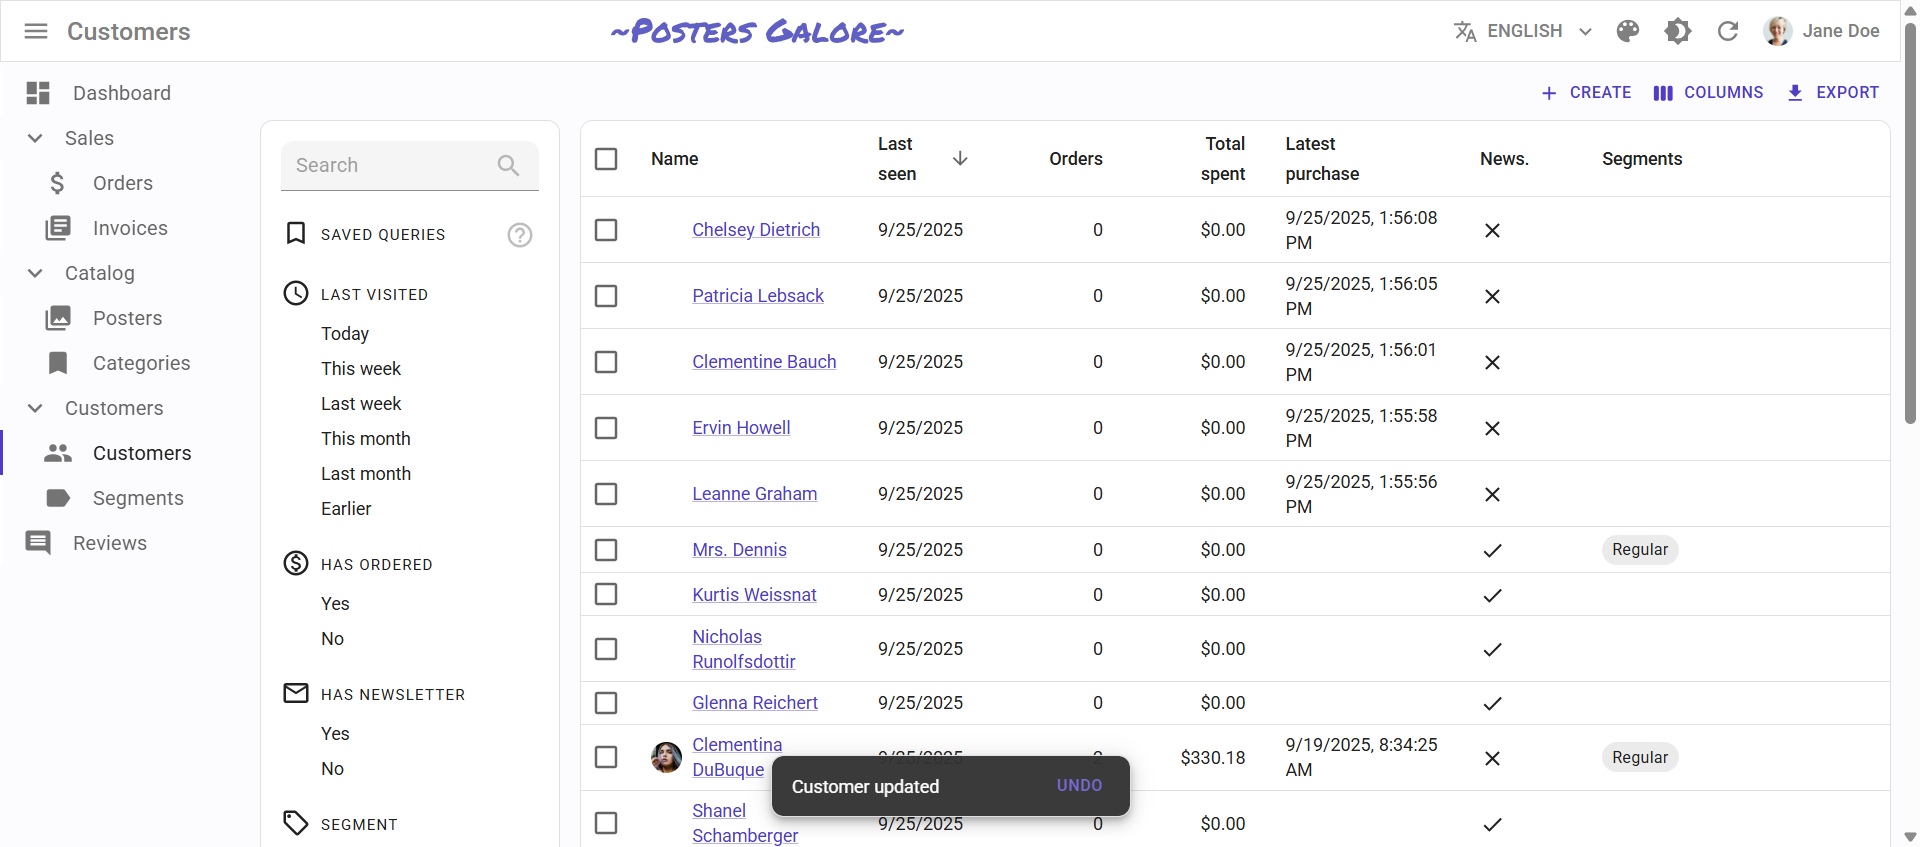 Customers
~Posters Galore~
ENGLISH
Jane Doe
Dashboard
Sales
Orders
Invoices
Catalog
Posters
Categories
Customers
Customers
Segments
Reviews
CREATE
COLUMNS
EXPORT
Search
SAVED QUERIES
?
LAST VISITED
Today
This week
Last week
This month
Last month
Earlier
HAS ORDERED
Yes
No
HAS NEWSLETTER
Yes
No
SEGMENT
Name
Last
seen
Orders
Total
spent
Latest
purchase
News.
Segments
Chelsey Dietrich 9/25/2025 0 $0.00 9/25/2025, 1:56:08
PM
Patricia Lebsack 9/25/2025 0 $0.00 9/25/2025, 1:56:05
PM
Clementine Bauch 9/25/2025 0 $0.00 9/25/2025, 1:56:01
PM
Ervin Howell 9/25/2025 0 $0.00 9/25/2025, 1:55:58
PM
Leanne Graham 9/25/2025 0 $0.00 9/25/2025, 1:55:56
PM
Mrs. Dennis 9/25/2025 0 $0.00 Regular
Kurtis Weissnat 9/25/2025 0 $0.00
Nicholas
Runolfsdottir 9/25/2025 0 $0.00
Glenna Reichert 9/25/2025 0 $0.00
Clementina
DuBuque 9/25/2025 2 $330.18 9/19/2025, 8:34:25
AM Regular
Shanel
Schamberger 9/25/2025 0 $0.00
Customer updated UNDO